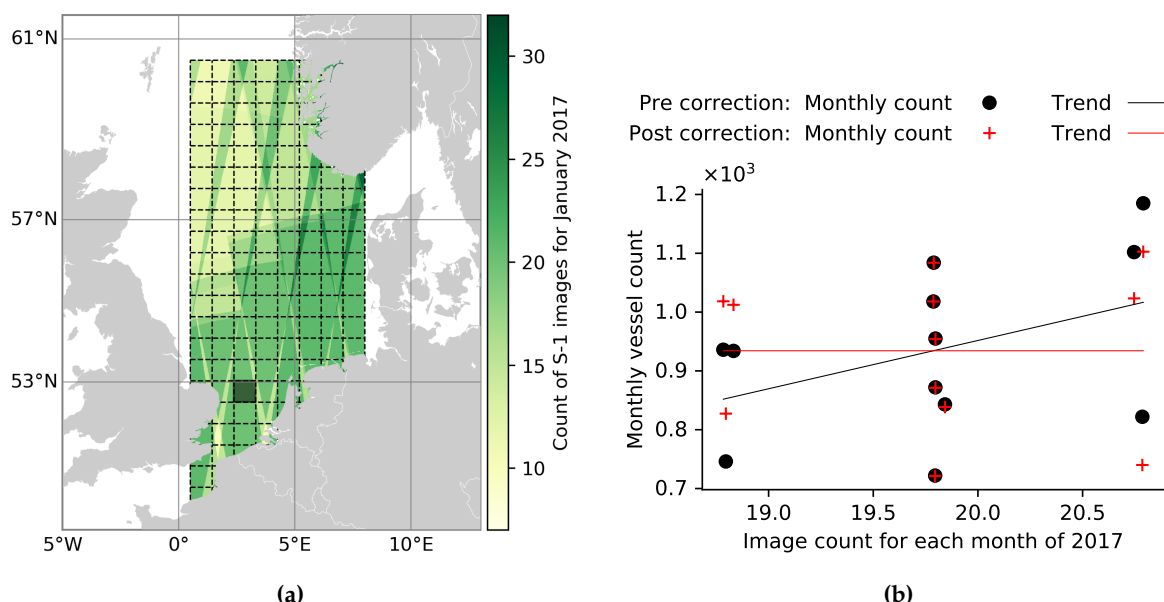 61°N
57°N
53°N
5°W 0° 5°E 10°E
30
25
20
15
10
Count of S-1 images for January 2017
(a)
Pre correction: Monthly count Trend
Post correction: Monthly count Trend
×10³
1.2
1.1
1.0
0.9
0.8
0.7
Monthly vessel count
19.0 19.5 20.0 20.5
Image count for each month of 2017
(b)